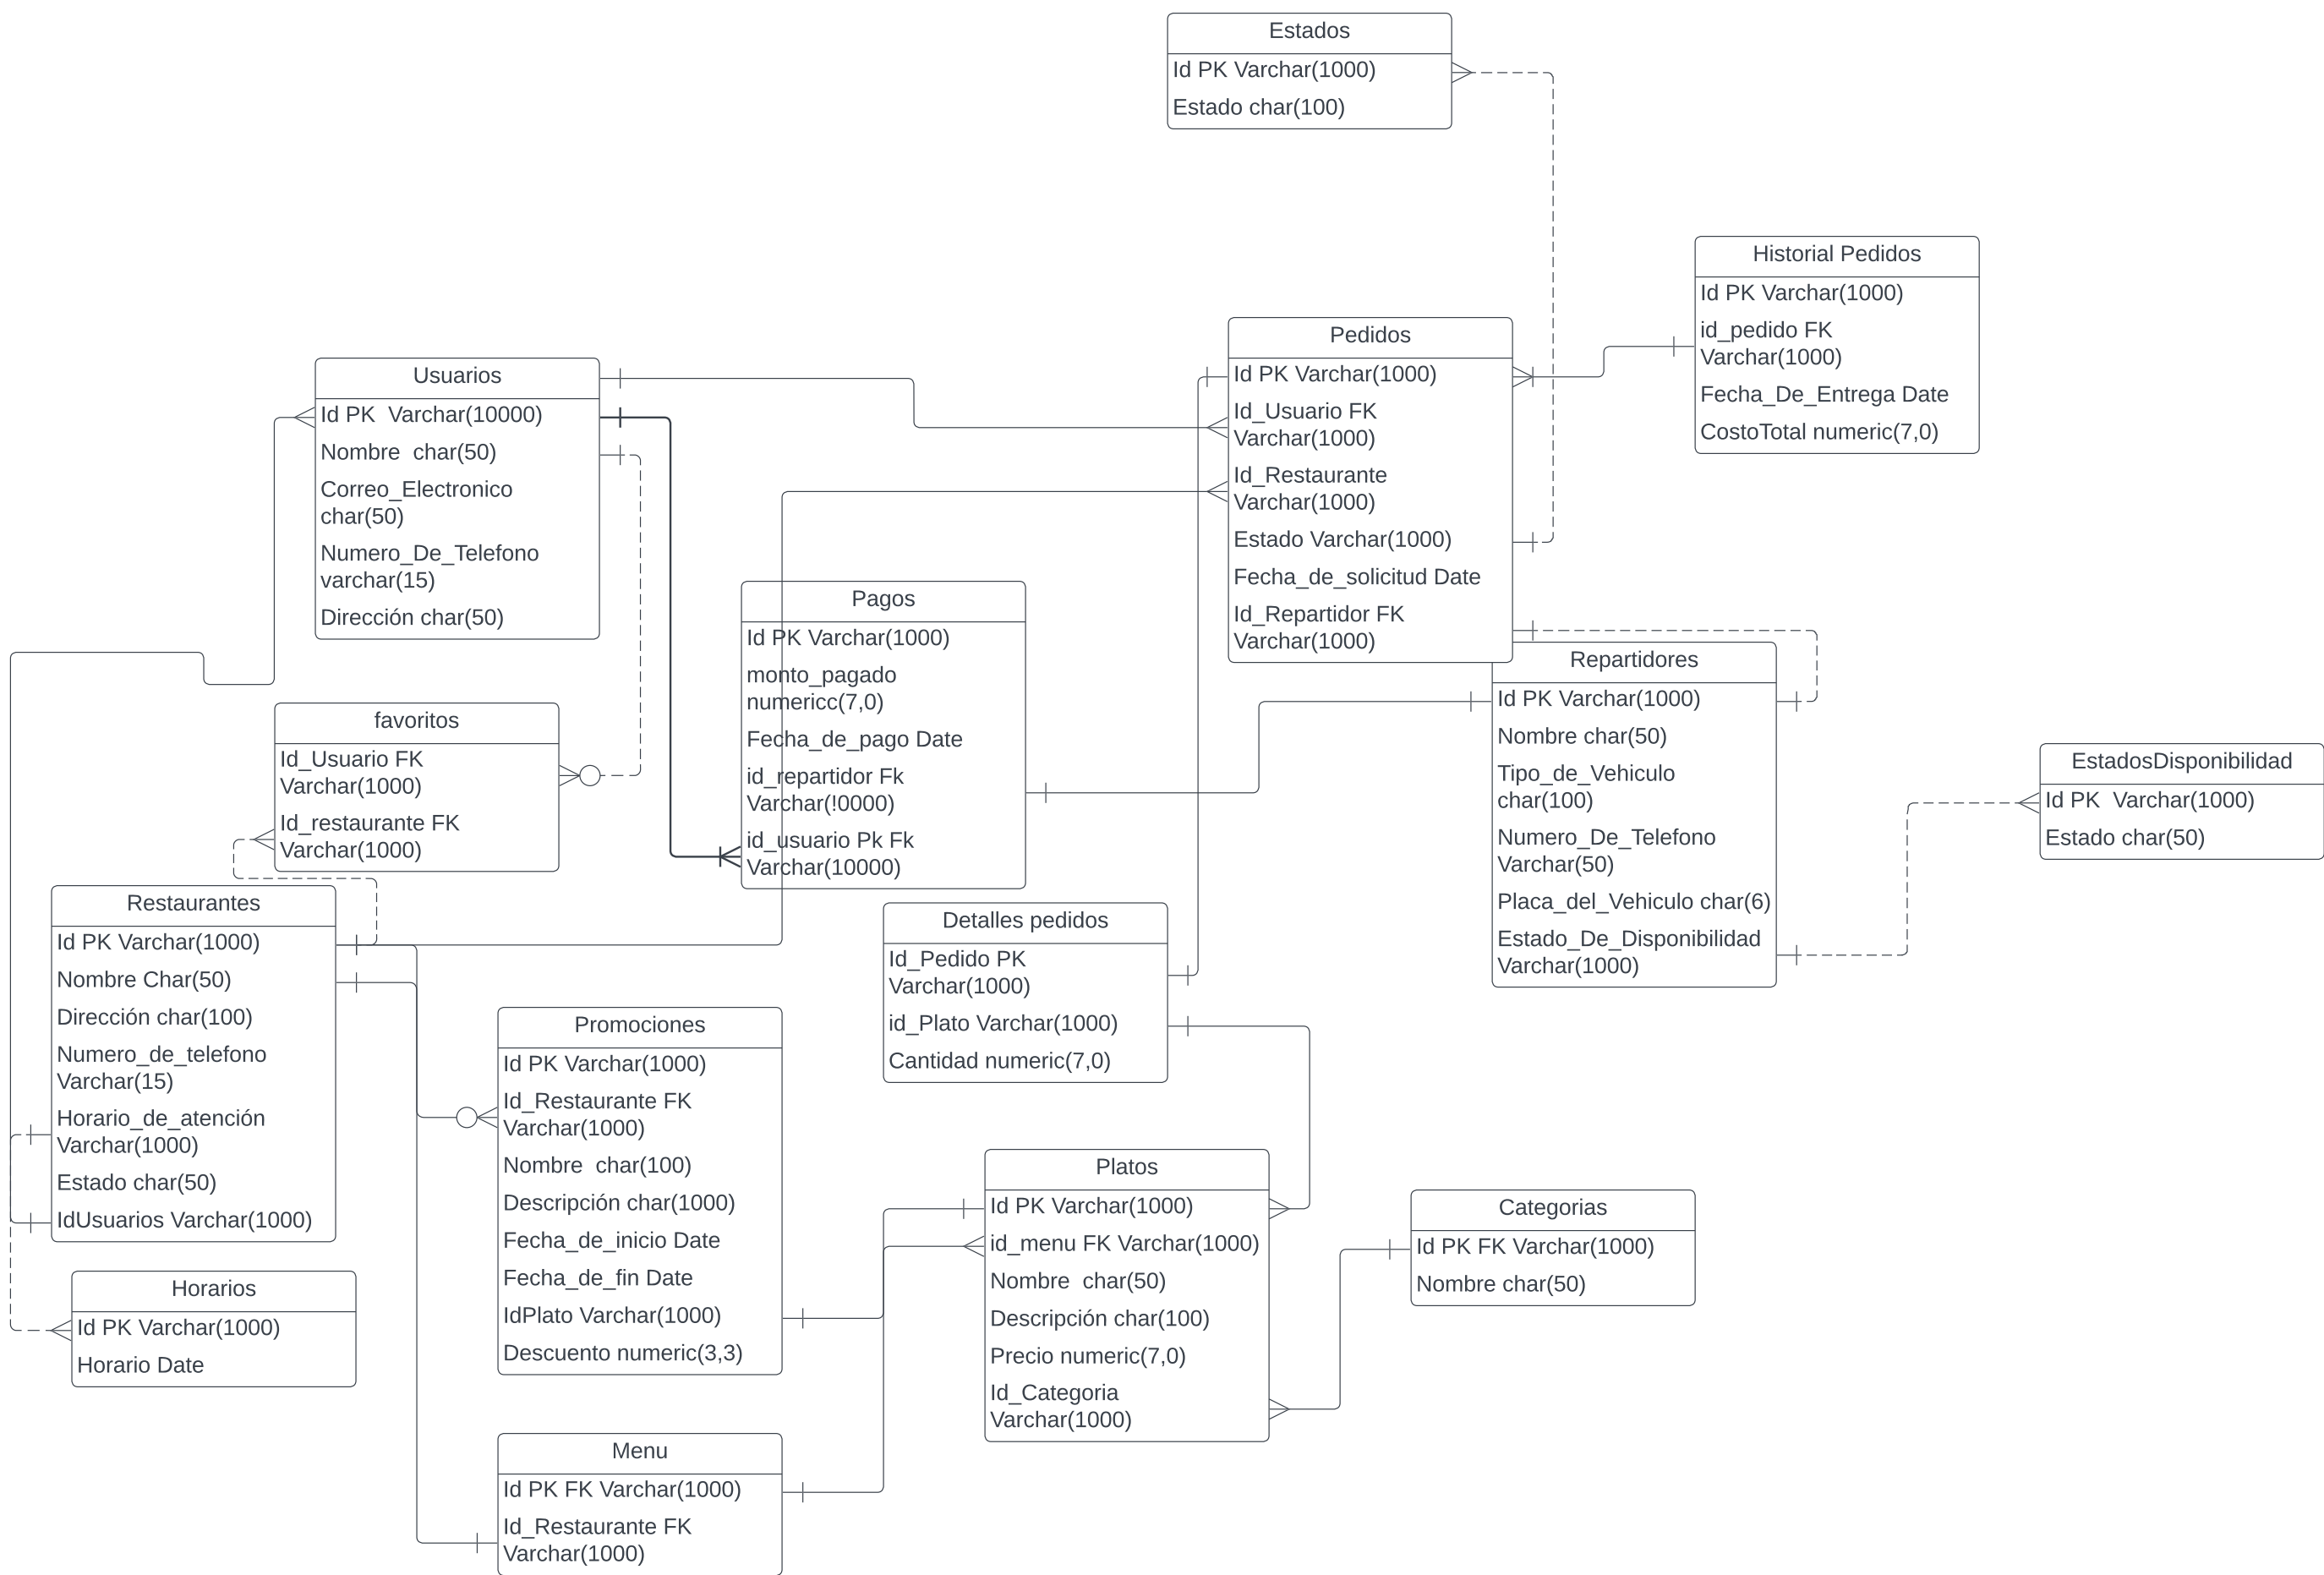 Estados
Id PK Varchar(1000)
Estado char(100)
Historial Pedidos
Id PK Varchar(1000)
id_pedido FK
Varchar(1000)
Fecha_De_Entrega Date
CostoTotal numeric(7,0)
Pedidos
Id PK Varchar(1000)
Id_Usuario FK
Varchar(1000)
Id_Restaurante
Varchar(1000)
Estado Varchar(1000)
Fecha_de_solicitud Date
Id_Repartidor FK
Varchar(1000)
Usuarios
Id PK  Varchar(10000)
Nombre  char(50)
Correo_Electronico
char(50)
Numero_De_Telefono
varchar(15)
Dirección char(50)
Pagos
Id PK Varchar(1000)
monto_pagado
numericc(7,0)
Fecha_de_pago Date
id_repartidor Fk
Varchar(!0000)
id_usuario Pk Fk
Varchar(10000)
Repartidores
Id PK Varchar(1000)
Nombre char(50)
Tipo_de_Vehiculo
char(100)
Numero_De_Telefono
Varchar(50)
Placa_del_Vehiculo char(6)
Estado_De_Disponibilidad
Varchar(1000)
EstadosDisponibilidad
Id PK  Varchar(1000)
Estado char(50)
favoritos
Id_Usuario FK
Varchar(1000)
Id_restaurante FK
Varchar(1000)
Restaurantes
Id PK Varchar(1000)
Nombre Char(50)
Dirección char(100)
Numero_de_telefono
Varchar(15)
Horario_de_atención
Varchar(1000)
Estado char(50)
IdUsuarios Varchar(1000)
Detalles pedidos
Id_Pedido PK
Varchar(1000)
id_Plato Varchar(1000)
Cantidad numeric(7,0)
Promociones
Id PK Varchar(1000)
Id_Restaurante FK
Varchar(1000)
Nombre  char(100)
Descripción char(1000)
Fecha_de_inicio Date
Fecha_de_fin Date
IdPlato Varchar(1000)
Descuento numeric(3,3)
Platos
Id PK Varchar(1000)
id_menu FK Varchar(1000)
Nombre  char(50)
Descripción char(100)
Precio numeric(7,0)
Id_Categoria
Varchar(1000)
Categorias
Id PK FK Varchar(1000)
Nombre char(50)
Horarios
Id PK Varchar(1000)
Horario Date
Menu
Id PK FK Varchar(1000)
Id_Restaurante FK
Varchar(1000)